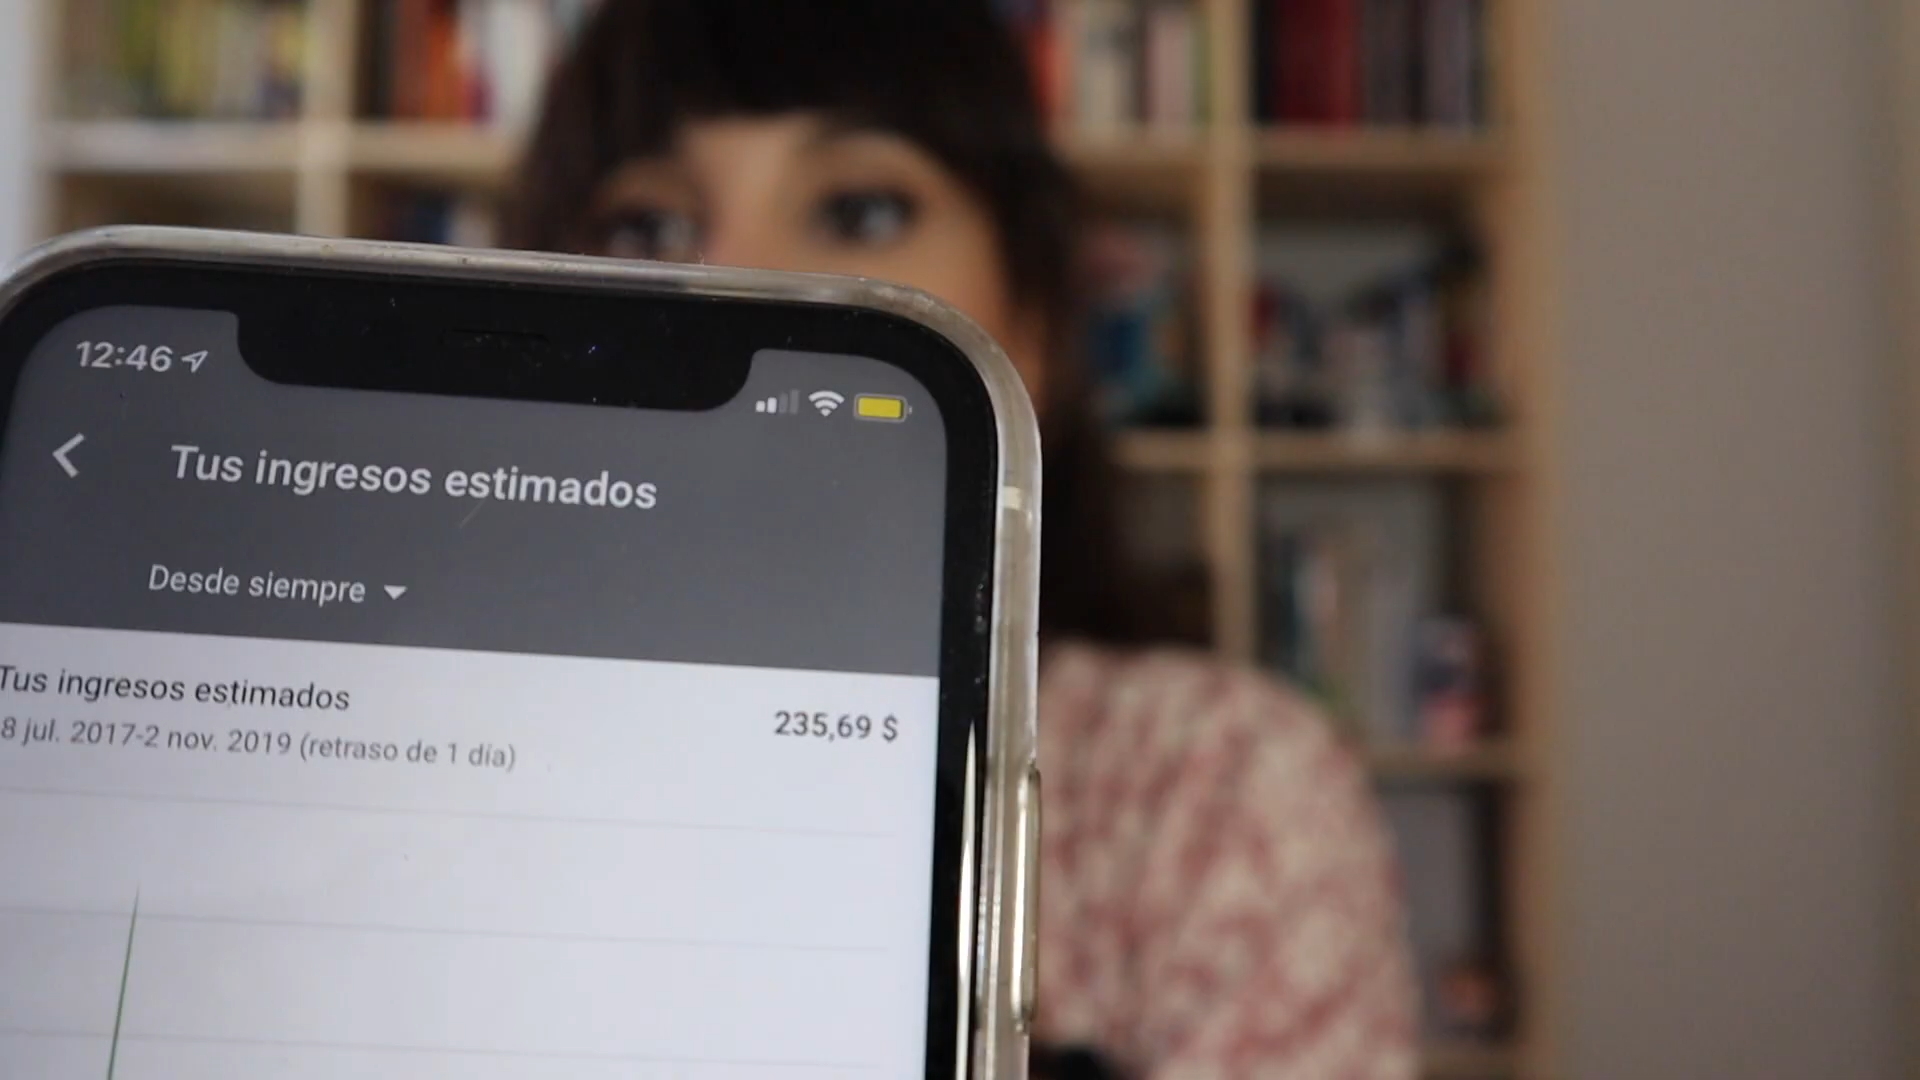 12:46
Tus ingresos estimados
Desde siempre
Tus ingresos estimados
235,69 $
8 jul. 2017-2 nov. 2019 (retraso de 1 día)